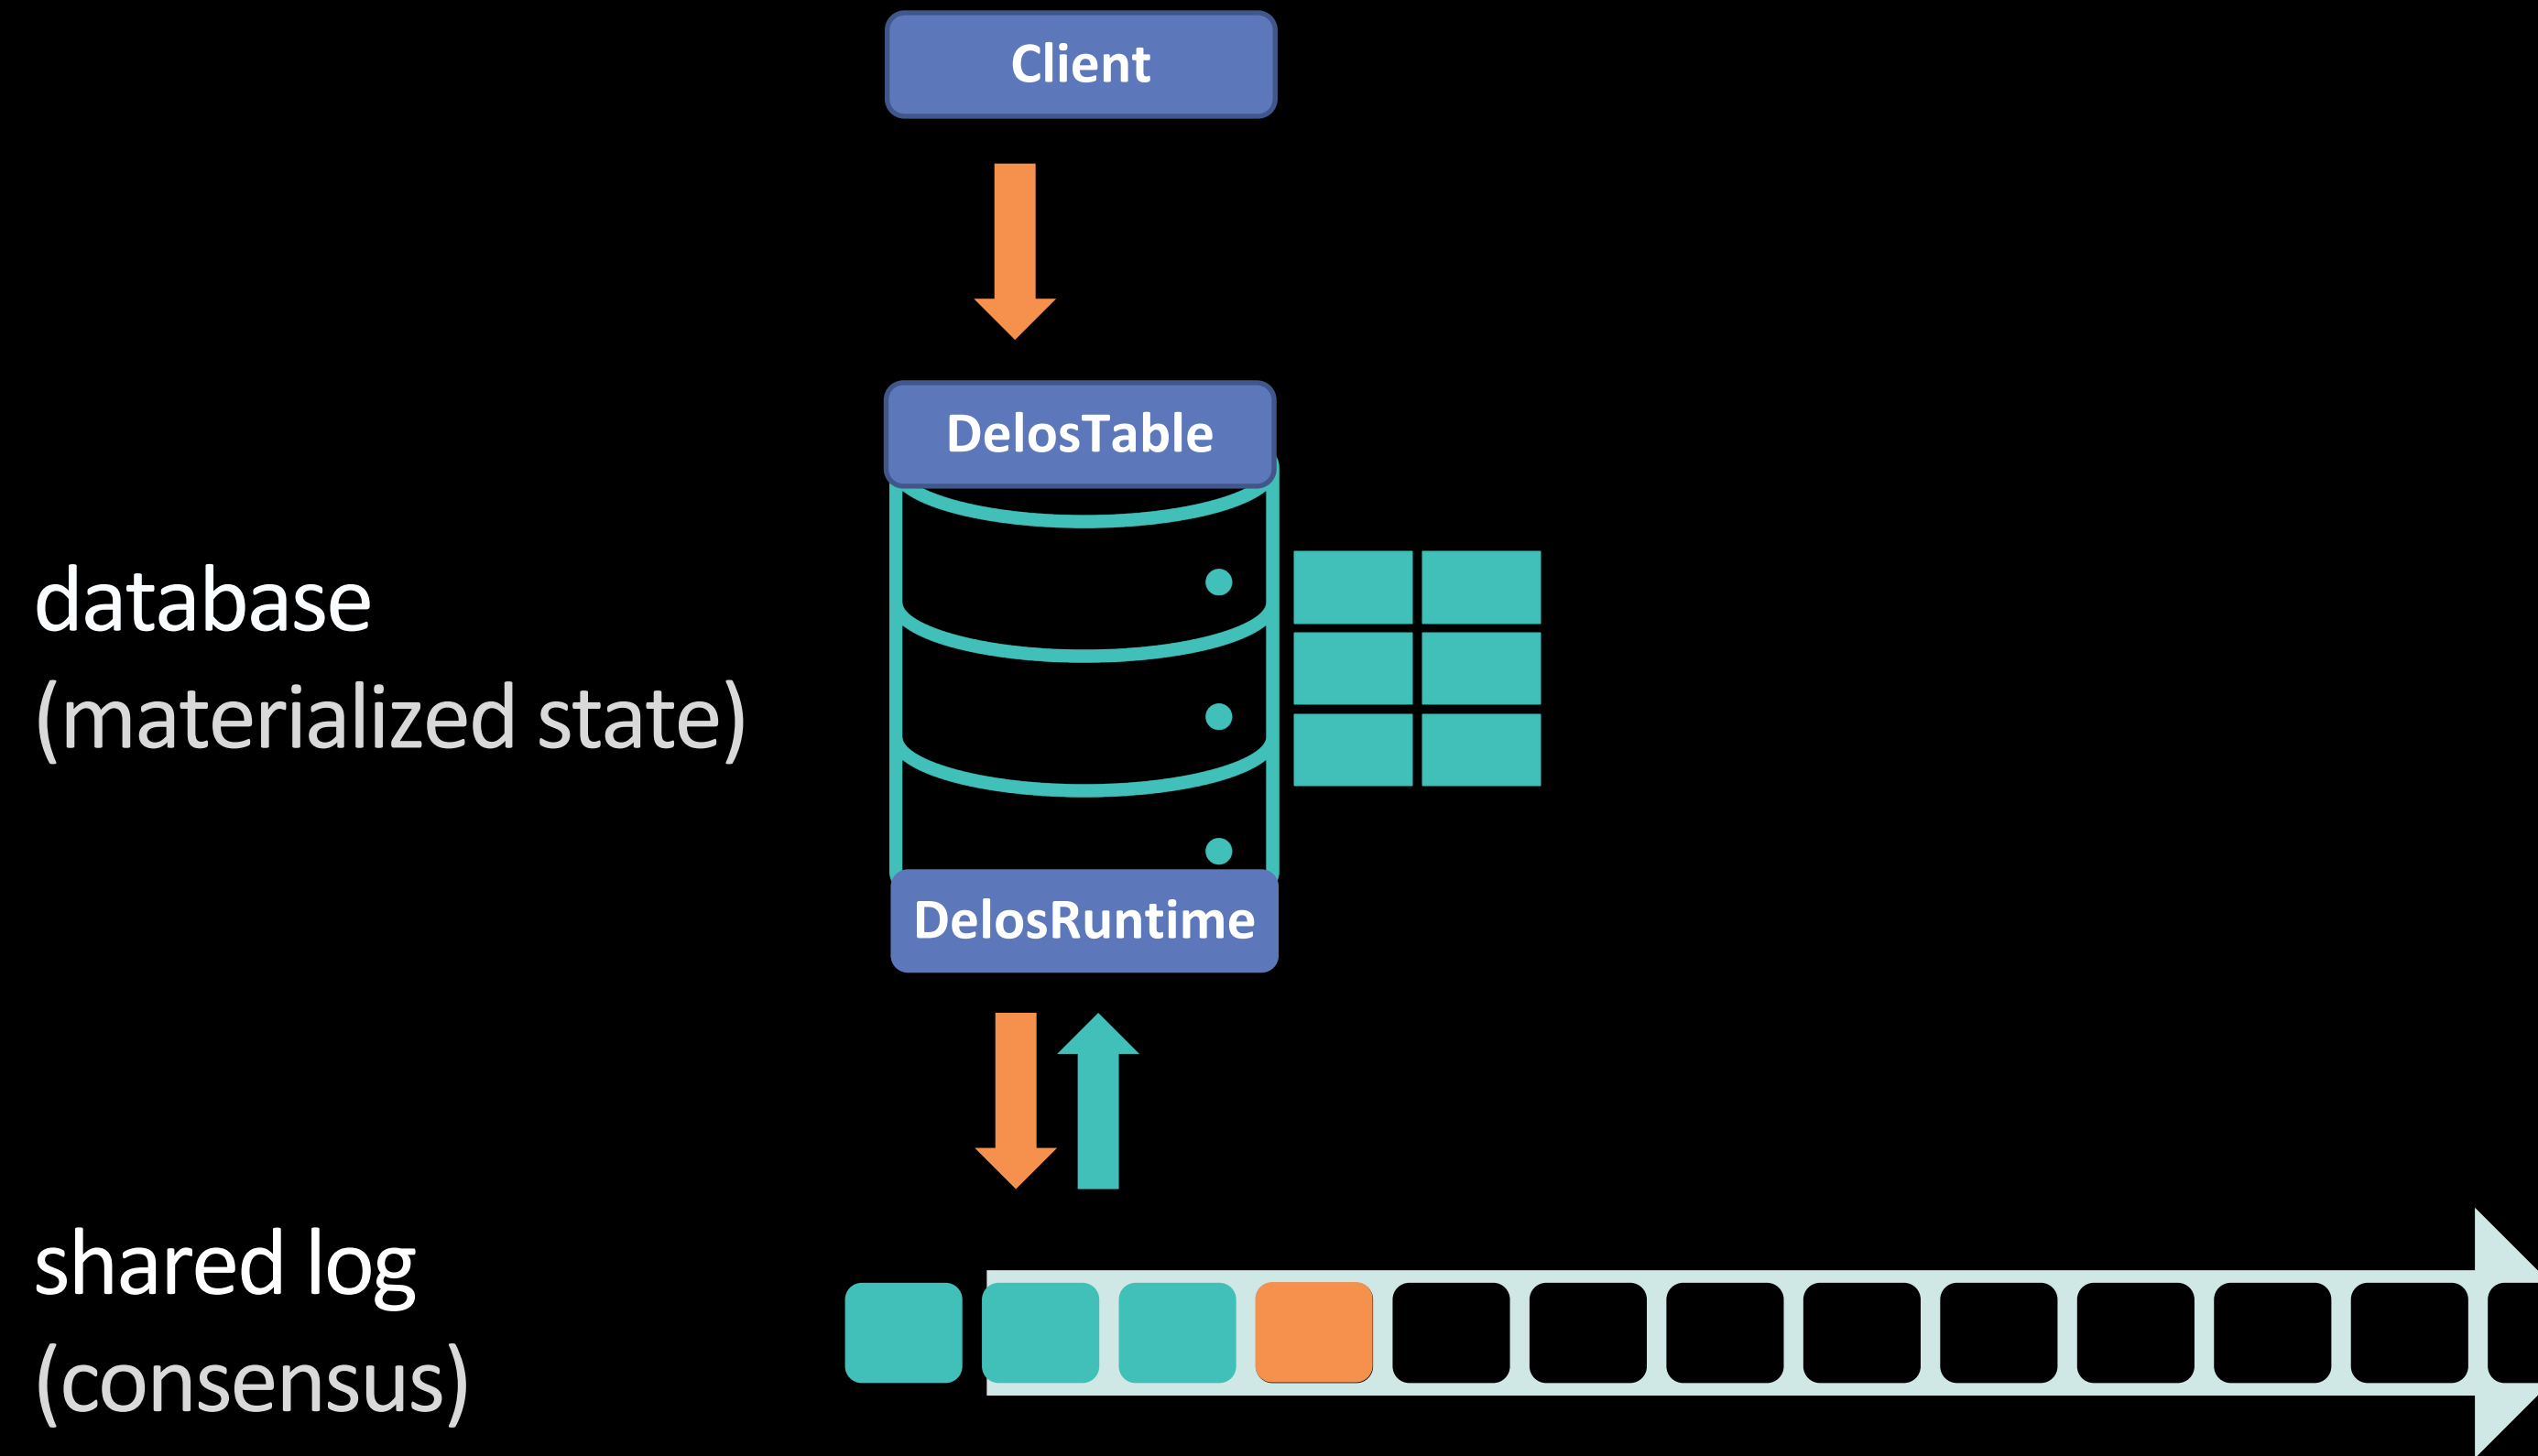 Client
DelosTable
database
(materialized state)
DelosRuntime
shared log
(consensus)